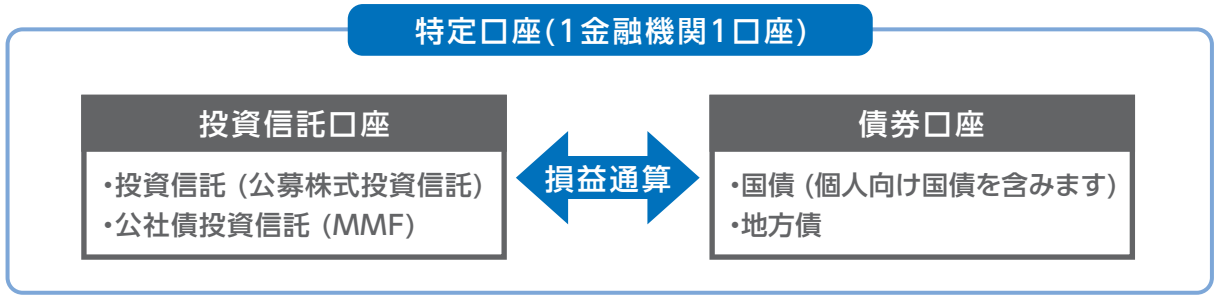 特定口座(1金融機関1口座)
投資信託口座
・投資信託 (公募株式投資信託)
・公社債投資信託 (MMF)
損益通算
債券口座
・国債 (個人向け国債を含みます)
・地方債